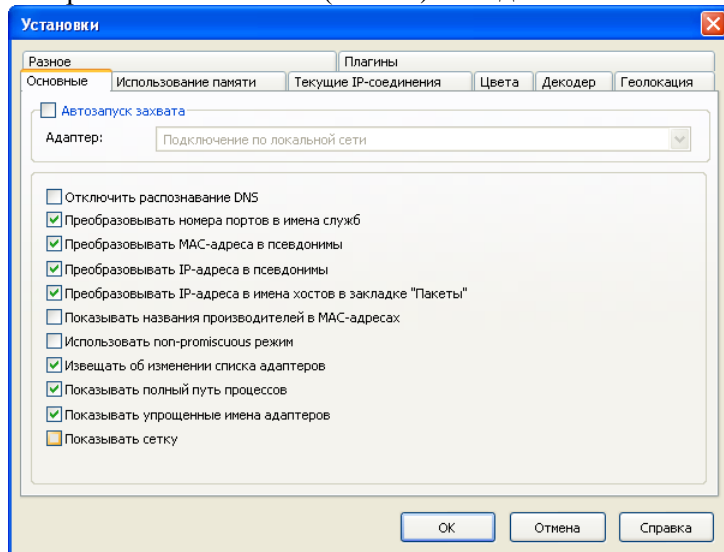 Установки
Разное Плагины
Основные Использование памяти Текущие IP-соединения Цвета Декодер Геолокация
Автозапуск захвата
Адаптер: Подключение по локальной сети
Отключить распознавание DNS
Преобразовывать номера портов в имена служб
Преобразовывать MAC-адреса в псевдонимы
Преобразовывать IP-адреса в псевдонимы
Преобразовывать IP-адреса в имена хостов в закладке "Пакеты"
Показывать названия производителей в MAC-адресах
Использовать non-promiscuous режим
Извещать об изменении списка адаптеров
Показывать полный путь процессов
Показывать упрощенные имена адаптеров
Показывать сетку
OK Отмена Справка